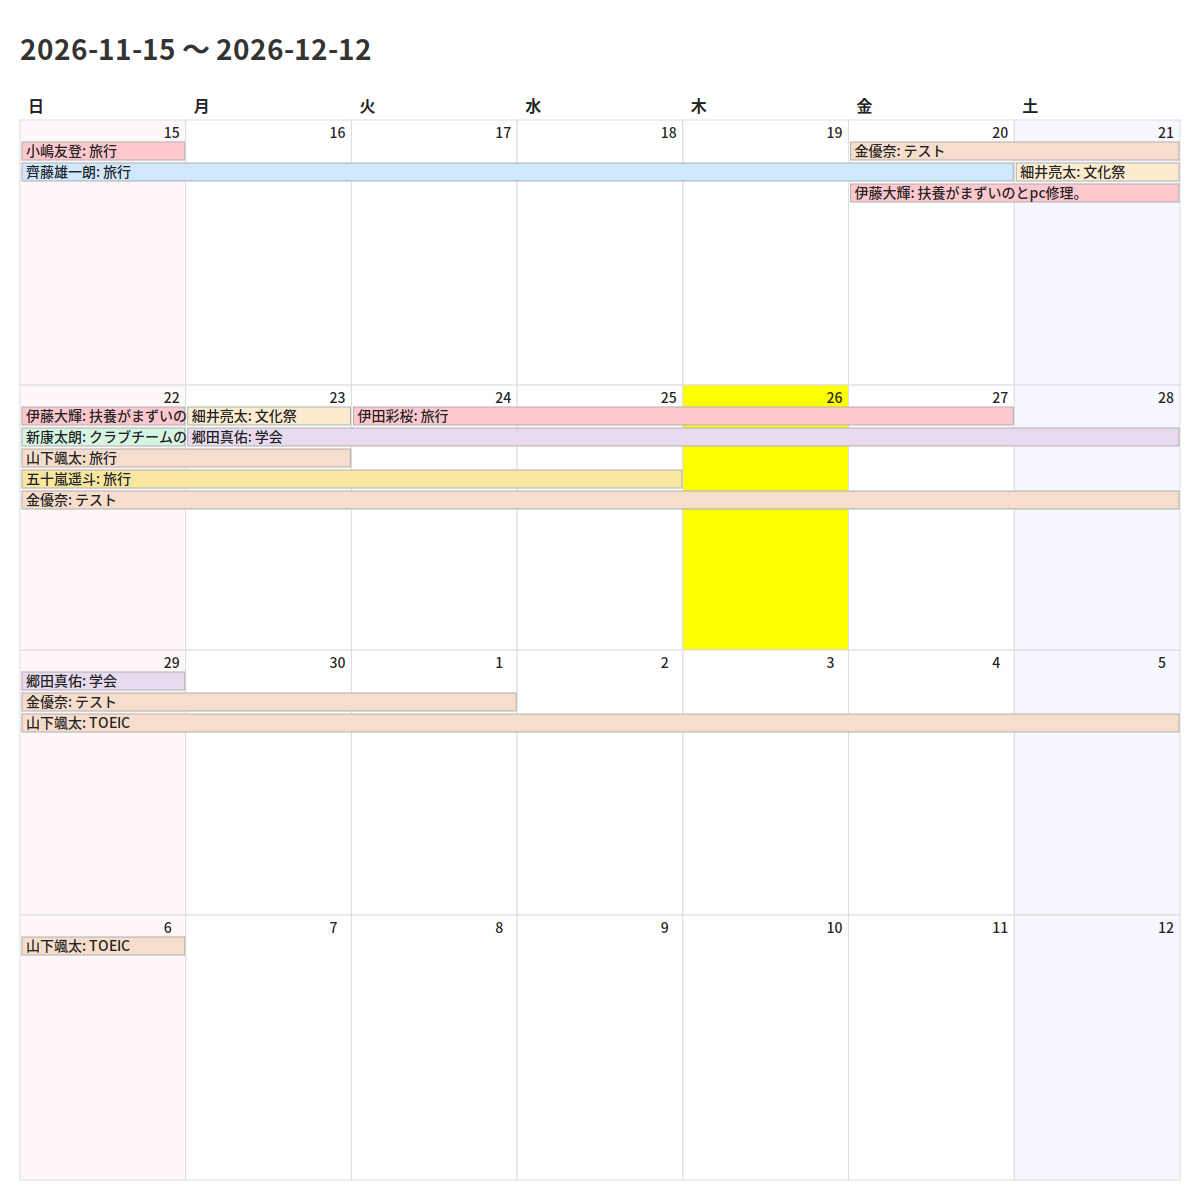 2026-11-15 〜 2026-12-12
日 月 火 水 木 金 土
15 16 17 18 19 20 21
小嶋友登: 旅行 金優奈: テスト
齊藤雄一朗: 旅行 細井亮太: 文化祭
伊藤大輝: 扶養がまずいのとpc修理。
22 23 24 25 26 27 28
伊藤大輝: 扶養がまずいの 細井亮太: 文化祭 伊田彩桜: 旅行
新康太朗: クラブチームの 郷田真佑: 学会
山下颯太: 旅行
五十嵐遥斗: 旅行
金優奈: テスト
29 30 1 2 3 4 5
郷田真佑: 学会
金優奈: テスト
山下颯太: TOEIC
6 7 8 9 10 11 12
山下颯太: TOEIC